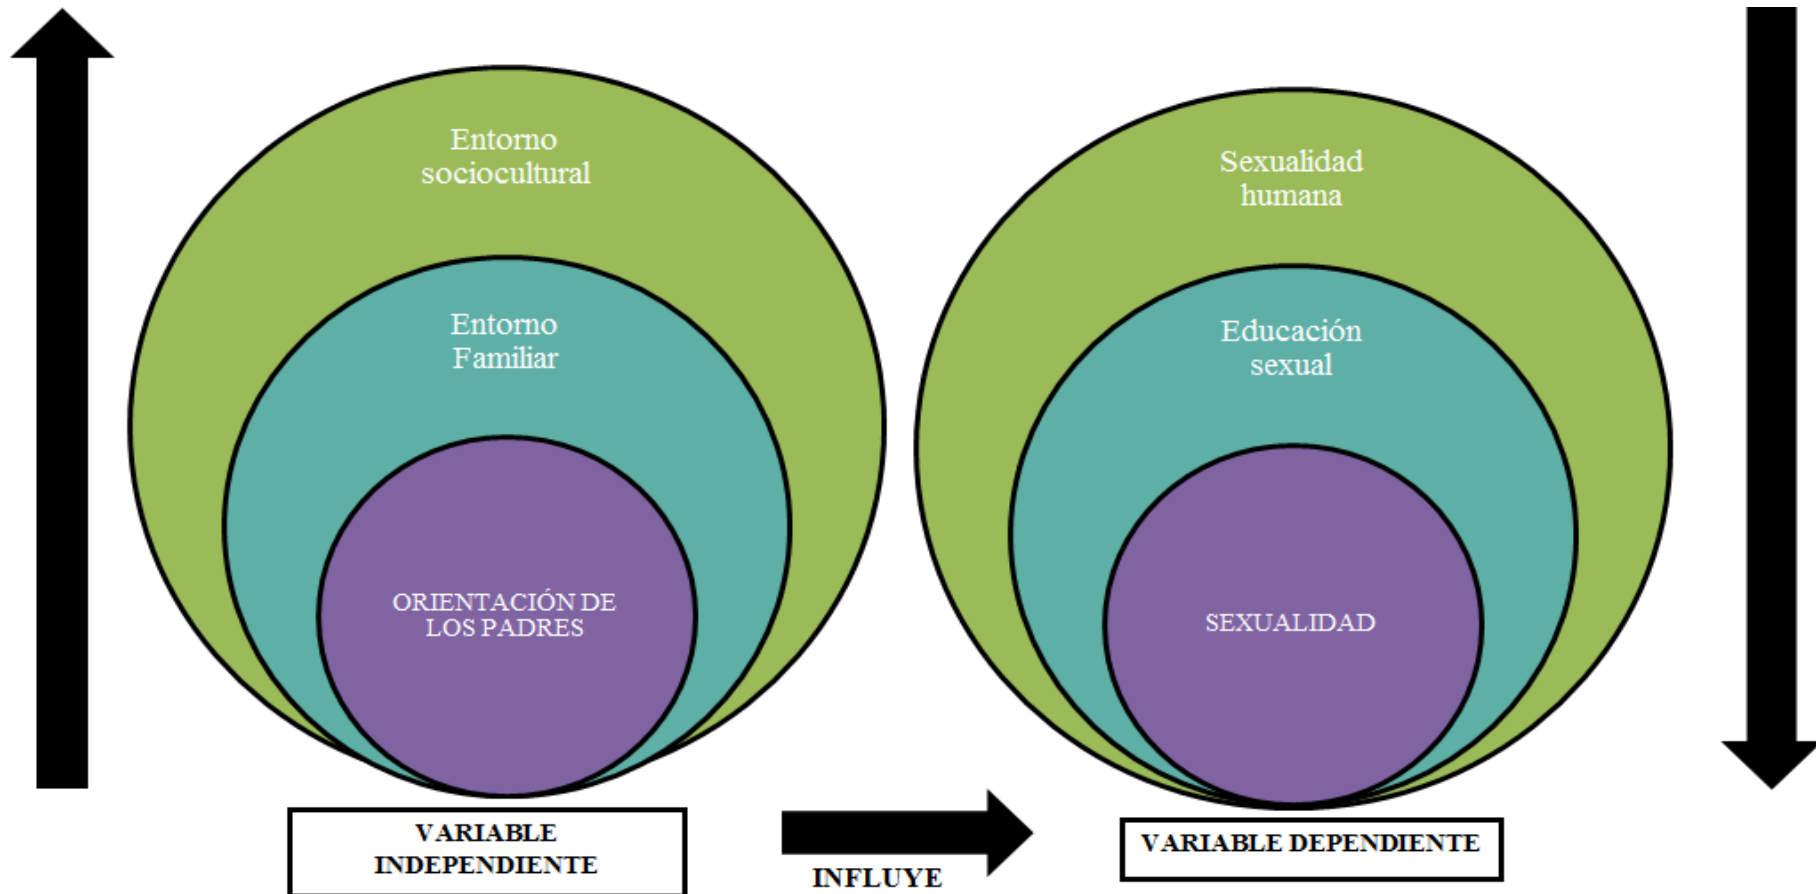 Entorno
sociocultural
Entorno
Familiar
ORIENTACIÓN DE
LOS PADRES
VARIABLE
INDEPENDIENTE
INFLUYE
Sexualidad
humana
Educación
sexual
SEXUALIDAD
VARIABLE DEPENDIENTE